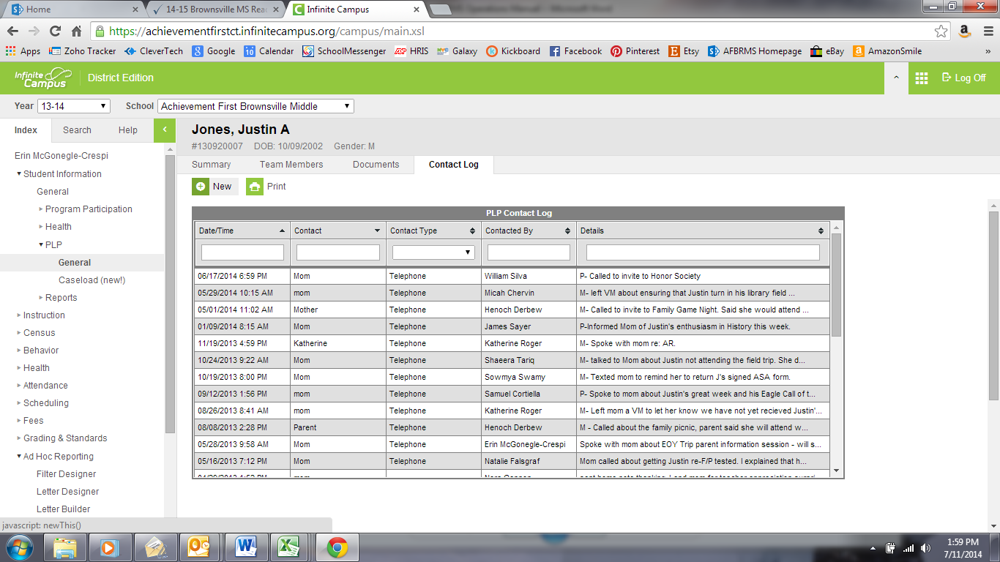 Home
14-15 Brownsville MS Rea
Infinite Campus
https://achievementfirstct.infinitecampus.org/campus/main.xsl
Apps Zoho Tracker CleverTech Google Calendar SchoolMessenger HRIS Galaxy Kickboard Facebook Pinterest Etsy AFBRMS Homepage eBay AmazonSmile »
Infinite Campus District Edition Log Off
Year 13-14 School Achievement First Brownsville Middle
Index Search Help
Erin McGonegle-Crespi
Student Information
General
Program Participation
Health
PLP
General
Caseload (new!)
Reports
Instruction
Census
Behavior
Health
Attendance
Scheduling
Fees
Grading & Standards
Ad Hoc Reporting
Filter Designer
Letter Designer
Letter Builder
javascript: newThis()
Jones, Justin A
#130920007 DOB: 10/09/2002 Gender: M
Summary Team Members Documents Contact Log
New Print
PLP Contact Log
Date/Time Contact Contact Type Contacted By Details
06/17/2014 6:59 PM Mom Telephone William Silva P- Called to invite to Honor Society
05/29/2014 10:15 AM mom Telephone Micah Chervin M- left VM about ensuring that Justin turn in his library field ...
05/01/2014 11:02 AM Mother Telephone Henoch Derbew M- Called to invite to Family Game Night. Said she would attend ...
01/09/2014 8:15 AM Mom Telephone James Sayer P-Informed Mom of Justin's enthusiasm in History this week.
11/19/2013 4:59 PM Katherine Telephone Katherine Roger M- Spoke with mom re: AR.
10/24/2013 9:22 AM Mom Telephone Shaeera Tariq M- talked to Mom about Justin not attending the field trip. She d...
10/19/2013 8:00 PM Mom Telephone Sowmya Swamy M- Texted mom to remind her to return J's signed ASA form.
09/12/2013 1:56 PM mom Telephone Samuel Cortiella P- Spoke to mom about Justin's great week and his Eagle Call of t...
08/26/2013 8:41 AM mom Telephone Katherine Roger M- Left mom a VM to let her know we have not yet recieved Justin'...
08/08/2013 2:28 PM Parent Telephone Henoch Derbew M - Called about the family picnic, parent said she will attend w...
05/28/2013 9:58 AM Mom Telephone Erin McGonegle-Crespi Spoke with mom about EOY Trip parent information session - will s...
05/16/2013 7:12 PM Mom Telephone Natalie Falsgraf Mom called about getting Justin re-F/P tested. I explained that h...
1:59 PM
7/11/2014